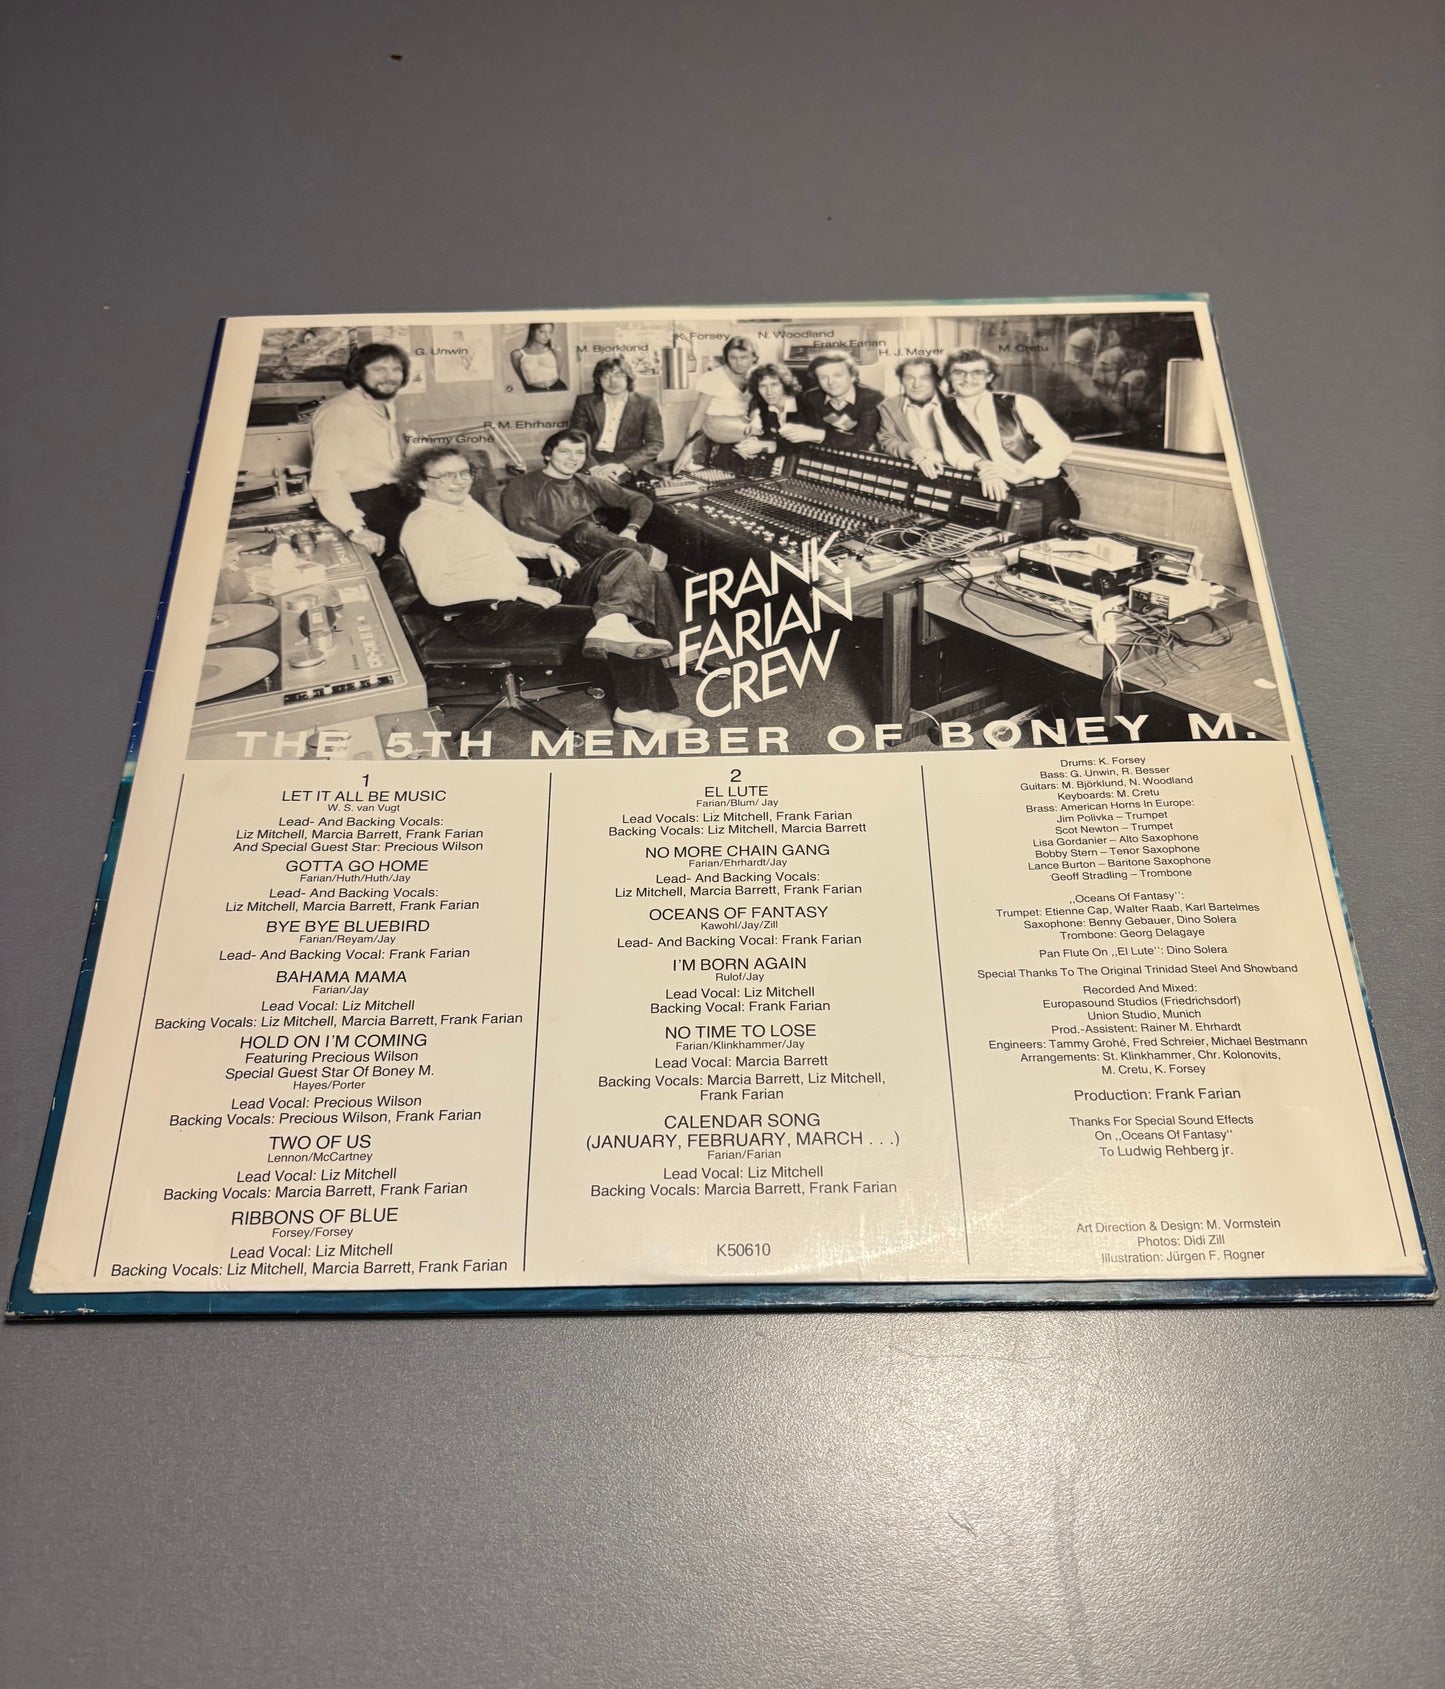 G. Unwin
M. Björklund
K. Forsey
N. Woodland
Frank Farian
H. J. Mayer
M. Cretu
R. M. Ehrhardt
Tammy Grohé
FRANK
FARIAN
CREW
THE 5TH MEMBER OF BONEY M.
1
LET IT ALL BE MUSIC
W. S. van Vugt
Lead- And Backing Vocals:
Liz Mitchell, Marcia Barrett, Frank Farian
And Special Guest Star: Precious Wilson
GOTTA GO HOME
Farian/Huth/Huth/Jay
Lead- And Backing Vocals:
Liz Mitchell, Marcia Barrett, Frank Farian
BYE BYE BLUEBIRD
Farian/Reyam/Jay
Lead- And Backing Vocal: Frank Farian
BAHAMA MAMA
Farian/Jay
Lead Vocal: Liz Mitchell
Backing Vocals: Liz Mitchell, Marcia Barrett, Frank Farian
HOLD ON I'M COMING
Featuring Precious Wilson
Special Guest Star Of Boney M.
Hayes/Porter
Lead Vocal: Precious Wilson
Backing Vocals: Precious Wilson, Frank Farian
TWO OF US
Lennon/McCartney
Lead Vocal: Liz Mitchell
Backing Vocals: Marcia Barrett, Frank Farian
RIBBONS OF BLUE
Forsey/Forsey
Lead Vocal: Liz Mitchell
Backing Vocals: Liz Mitchell, Marcia Barrett, Frank Farian
2
EL LUTE
Farian/Blum/ Jay
Lead Vocals: Liz Mitchell, Frank Farian
Backing Vocals: Liz Mitchell, Marcia Barrett
NO MORE CHAIN GANG
Farian/Ehrhardt/Jay
Lead- And Backing Vocals:
Liz Mitchell, Marcia Barrett, Frank Farian
OCEANS OF FANTASY
Kawohl/Jay/Zill
Lead- And Backing Vocal: Frank Farian
I'M BORN AGAIN
Rulof/Jay
Lead Vocal: Liz Mitchell
Backing Vocal: Frank Farian
NO TIME TO LOSE
Farian/Klinkhammer/Jay
Lead Vocal: Marcia Barrett
Backing Vocals: Marcia Barrett, Liz Mitchell,
Frank Farian
CALENDAR SONG
(JANUARY, FEBRUARY, MARCH . . .)
Farian/Farian
Lead Vocal: Liz Mitchell
Backing Vocals: Marcia Barrett, Frank Farian
K50610
Drums: K. Forsey
Bass: G. Unwin, R. Besser
Guitars: M. Björklund, N. Woodland
Keyboards: M. Cretu
Brass: American Horns In Europe:
Jim Polivka – Trumpet
Scot Newton – Trumpet
Lisa Gordanier – Alto Saxophone
Bobby Stern – Tenor Saxophone
Lance Burton – Baritone Saxophone
Geoff Stradling – Trombone
,,Oceans Of Fantasy'':
Trumpet: Etienne Cap, Walter Raab, Karl Bartelmes
Saxophone: Benny Gebauer, Dino Solera
Trombone: Georg Delagaye
Pan Flute On ,,El Lute'': Dino Solera
Special Thanks To The Original Trinidad Steel And Showband
Recorded And Mixed:
Europasound Studios (Friedrichsdorf)
Union Studio, Munich
Prod.-Assistent: Rainer M. Ehrhardt
Engineers: Tammy Grohé, Fred Schreier, Michael Bestmann
Arrangements: St. Klinkhammer, Chr. Kolonovits,
M. Cretu, K. Forsey
Production: Frank Farian
Thanks For Special Sound Effects
On ,,Oceans Of Fantasy''
To Ludwig Rehberg jr.
Art Direction & Design: M. Vormstein
Photos: Didi Zill
Illustration: Jürgen F. Rogner